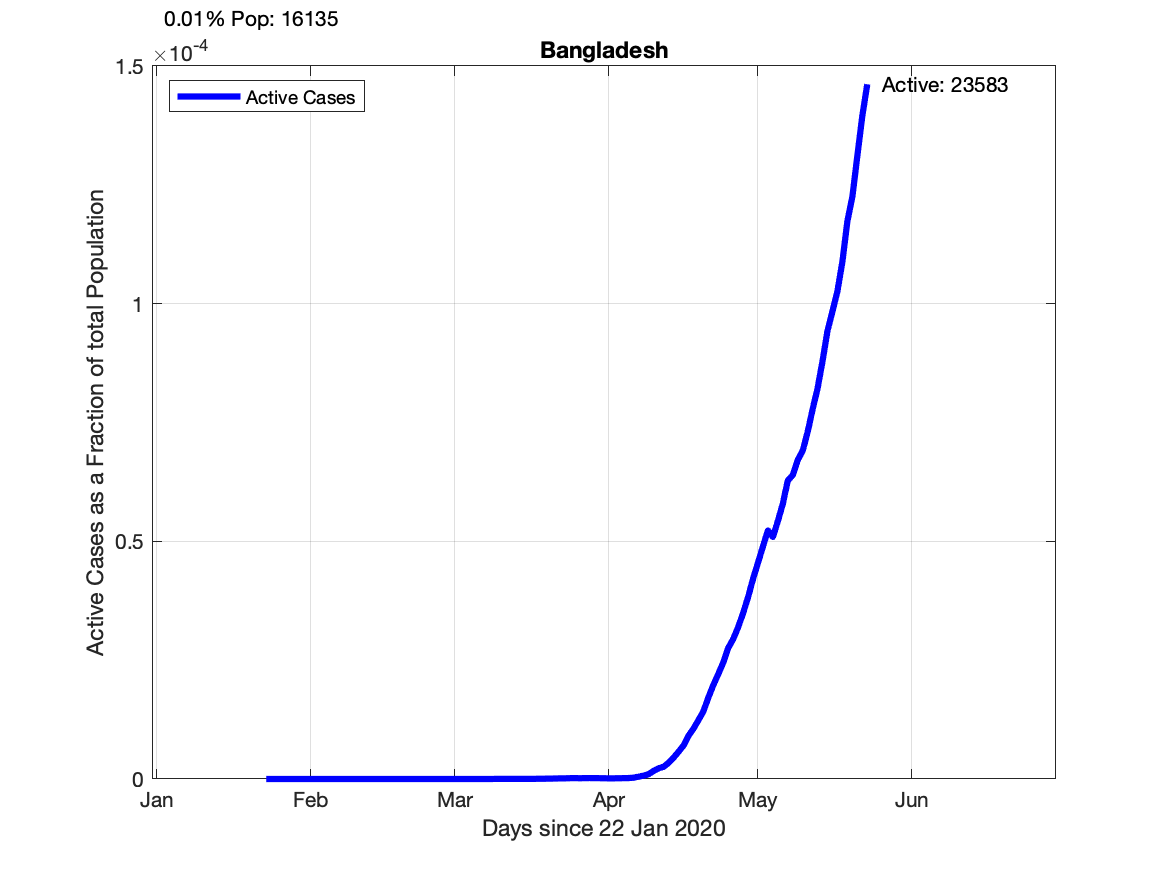 0.01% Pop: 16135
×10-4
Bangladesh
1.5
Active Cases
Active: 23583
1
0.5
0
Active Cases as a Fraction of total Population
Jan Feb Mar Apr May Jun
Days since 22 Jan 2020